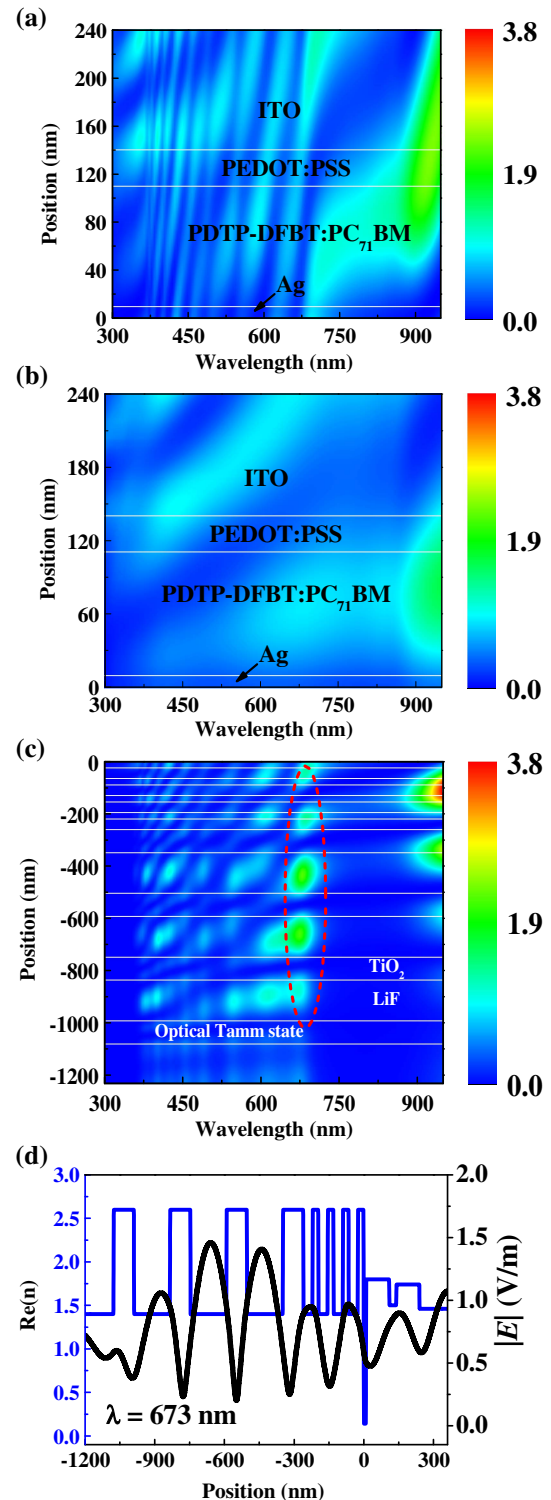 (a)
240
200
160
120
80
40
0
Position (nm)
ITO
PEDOT:PSS
PDTP-DFBT:PC71BM
Ag
300 450 600 750 900
Wavelength (nm)
3.8
1.9
0.0
(b)
240
180
120
60
0
Position (nm)
ITO
PEDOT:PSS
PDTP-DFBT:PC71BM
Ag
300 450 600 750 900
Wavelength (nm)
3.8
1.9
0.0
(c)
0
-200
-400
-600
-800
-1000
-1200
Position (nm)
TiO2
LiF
Optical Tamm state
300 450 600 750 900
Wavelength (nm)
3.8
1.9
0.0
(d)
3.0
2.5
2.0
1.5
1.0
0.5
0.0
Re(n)
2.0
1.5
1.0
0.5
0.0
|E| (V/m)
λ = 673 nm
-1200 -900 -600 -300 0 300
Position (nm)